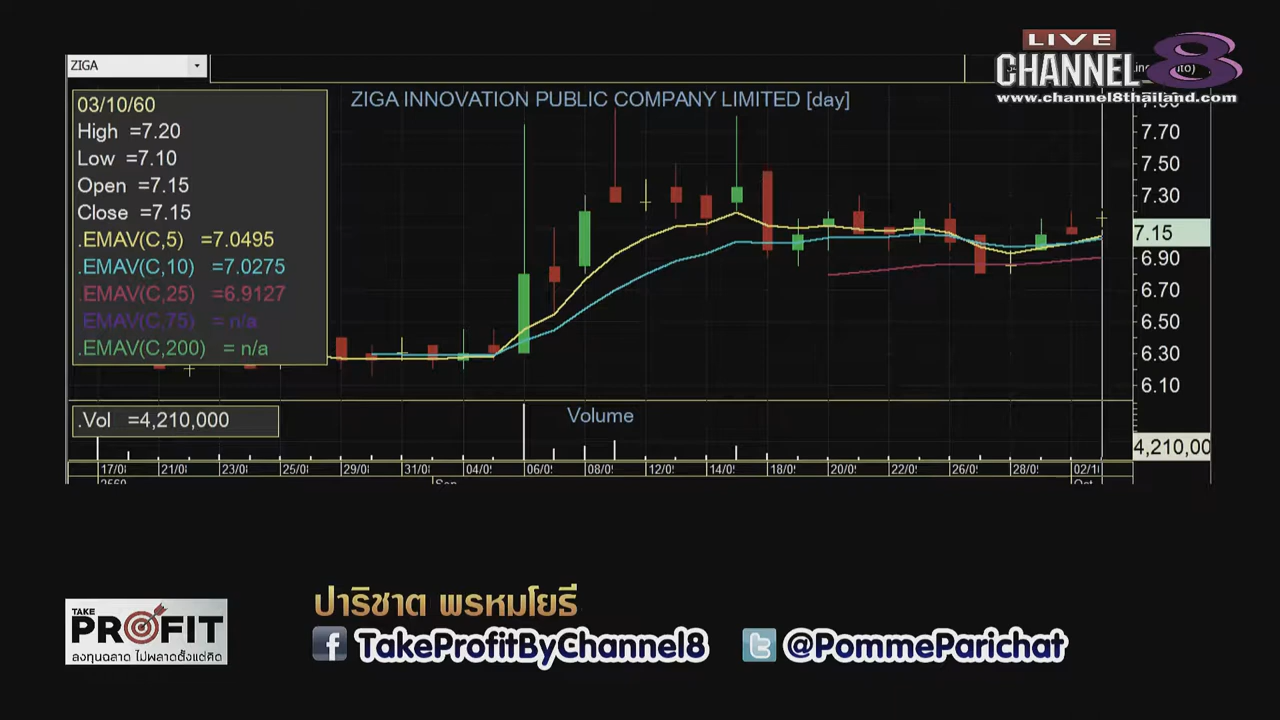 LIVE
CHANNEL 8
www.channel8thailand.com
ZIGA
ZIGA INNOVATION PUBLIC COMPANY LIMITED [day]
03/10/60
High =7.20
Low =7.10
Open =7.15
Close =7.15
.EMAV(C,5) =7.0495
.EMAV(C,10) =7.0275
.EMAV(C,25) =6.9127
.EMAV(C,75) = n/a
.EMAV(C,200) = n/a
7.70
7.50
7.30
7.15
6.90
6.70
6.50
6.30
6.10
.Vol =4,210,000
Volume
4,210,00
17/0 21/0 23/0 25/0 29/0 31/0 04/0 06/0 08/0 12/0 14/0 18/0 20/0 22/0 26/0 28/0 02/1
2560 Sep Oct
TAKE
PROFIT
ลงทุนฉลาด ไม่พลาดตั้งแต่คิด
ปาริชาต พรหมโยธี
TakeProfitByChannel8 @PommeParichat